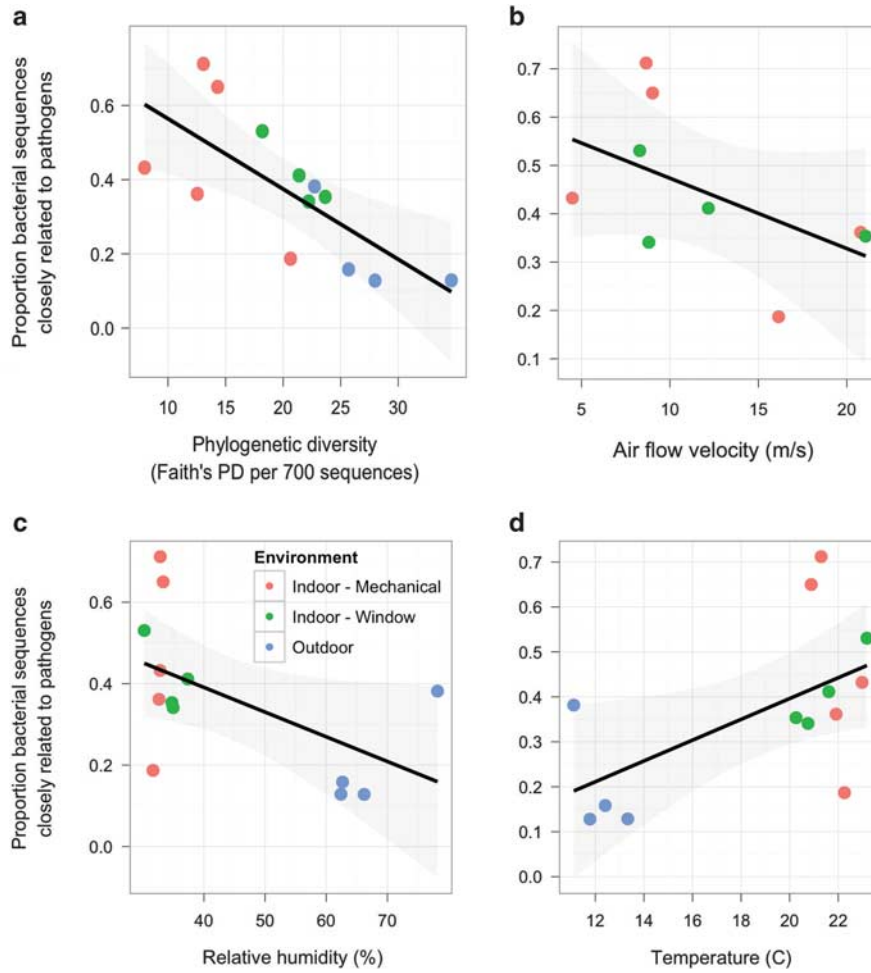 a
Proportion bacterial sequences
closely related to pathogens
0.6
0.4
0.2
0.0
10 15 20 25 30
Phylogenetic diversity
(Faith's PD per 700 sequences)
b
0.7
0.6
0.5
0.4
0.3
0.2
0.1
5 10 15 20
Air flow velocity (m/s)
c
Proportion bacterial sequences
closely related to pathogens
0.6
0.4
0.2
0.0
Environment
Indoor - Mechanical
Indoor - Window
Outdoor
40 50 60 70
Relative humidity (%)
d
0.7
0.6
0.5
0.4
0.3
0.2
0.1
0.0
12 14 16 18 20 22
Temperature (C)